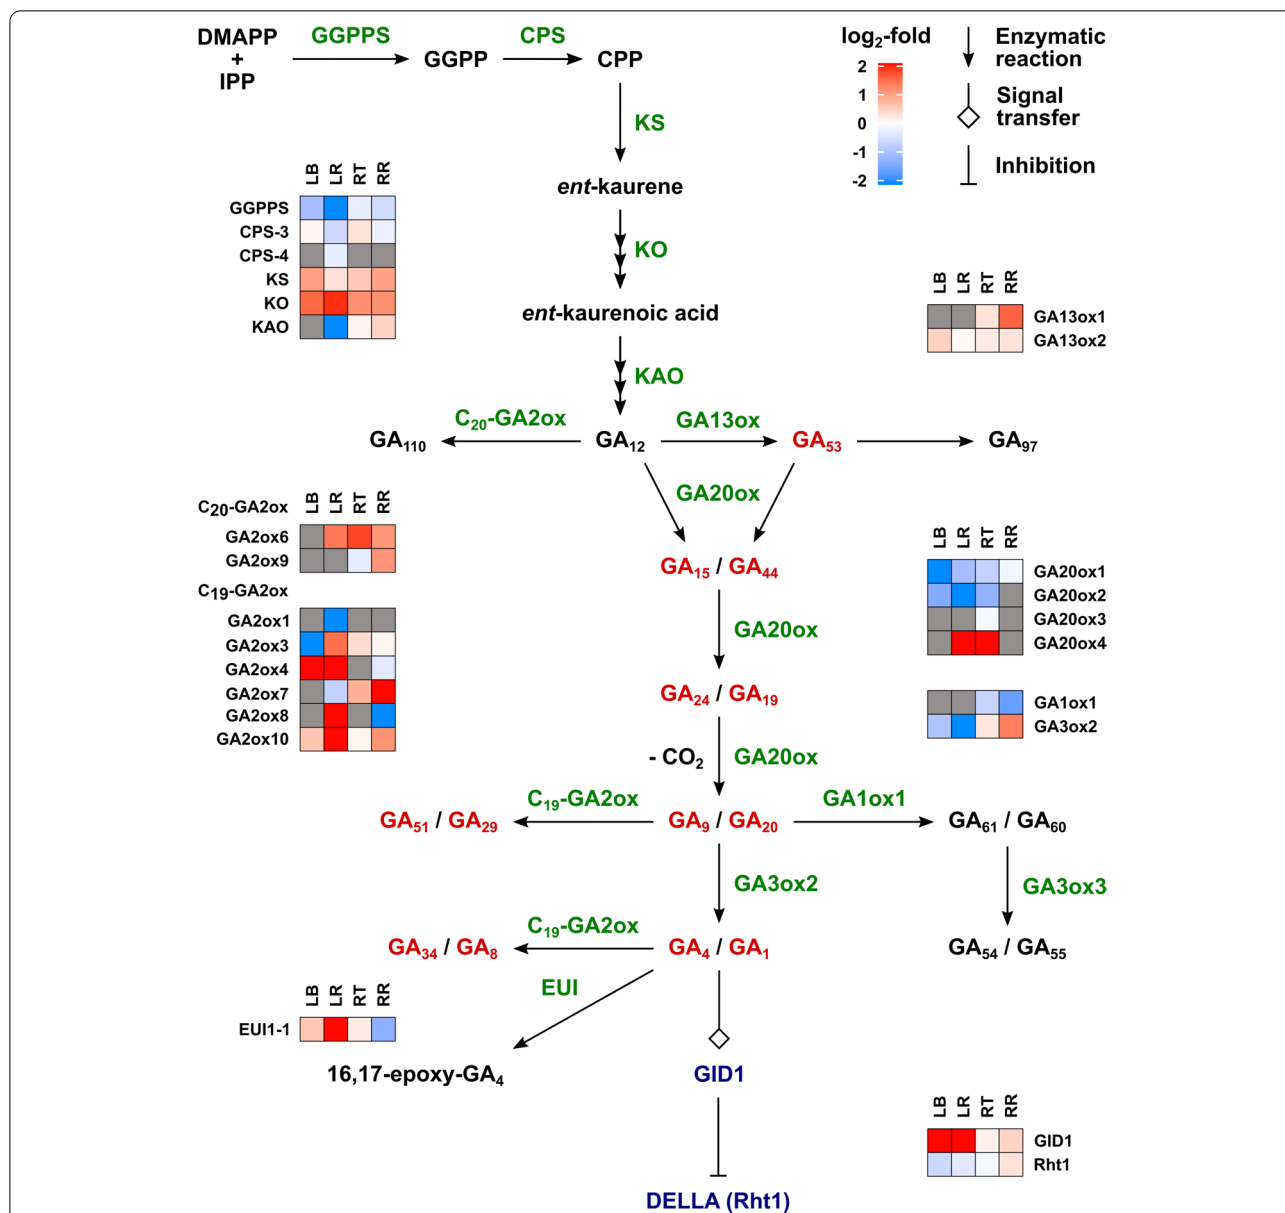 DMAPP
+
IPP
GGPPS
GGPP
CPS
CPP
KS
log2-fold
2
1
0
-1
-2
Enzymatic
reaction
Signal
transfer
Inhibition
LB LR RT RR
GGPPS
CPS-3
CPS-4
KS
KO
KAO
ent-kaurene
KO
ent-kaurenoic acid
KAO
LB LR RT RR
GA13ox1
GA13ox2
GA110
C20-GA2ox
GA12
GA13ox
GA53
GA97
GA20ox
C20-GA2ox
LB LR RT RR
GA2ox6
GA2ox9
C19-GA2ox
GA2ox1
GA2ox3
GA2ox4
GA2ox7
GA2ox8
GA2ox10
GA15 / GA44
GA20ox
GA24 / GA19
- CO2
GA20ox
LB LR RT RR
GA20ox1
GA20ox2
GA20ox3
GA20ox4
GA1ox1
GA3ox2
GA51 / GA29
C19-GA2ox
GA9 / GA20
GA1ox1
GA61 / GA60
GA3ox2
GA3ox3
GA34 / GA8
C19-GA2ox
GA4 / GA1
GA54 / GA55
EUI
LB LR RT RR
EUI1-1
16,17-epoxy-GA4
GID1
LB LR RT RR
GID1
Rht1
DELLA (Rht1)